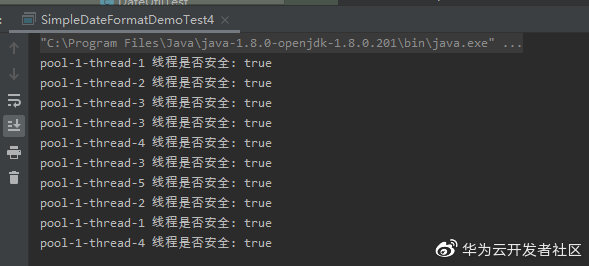 DateUtilTest
SimpleDateFormatDemoTest4 ×
"C:\Program Files\Java\java-1.8.0-openjdk-1.8.0.201\bin\java.exe" ...
pool-1-thread-1 线程是否安全: true
pool-1-thread-2 线程是否安全: true
pool-1-thread-3 线程是否安全: true
pool-1-thread-3 线程是否安全: true
pool-1-thread-4 线程是否安全: true
pool-1-thread-3 线程是否安全: true
pool-1-thread-5 线程是否安全: true
pool-1-thread-2 线程是否安全: true
pool-1-thread-1 线程是否安全: true
pool-1-thread-4 线程是否安全: true
华为云开发者社区